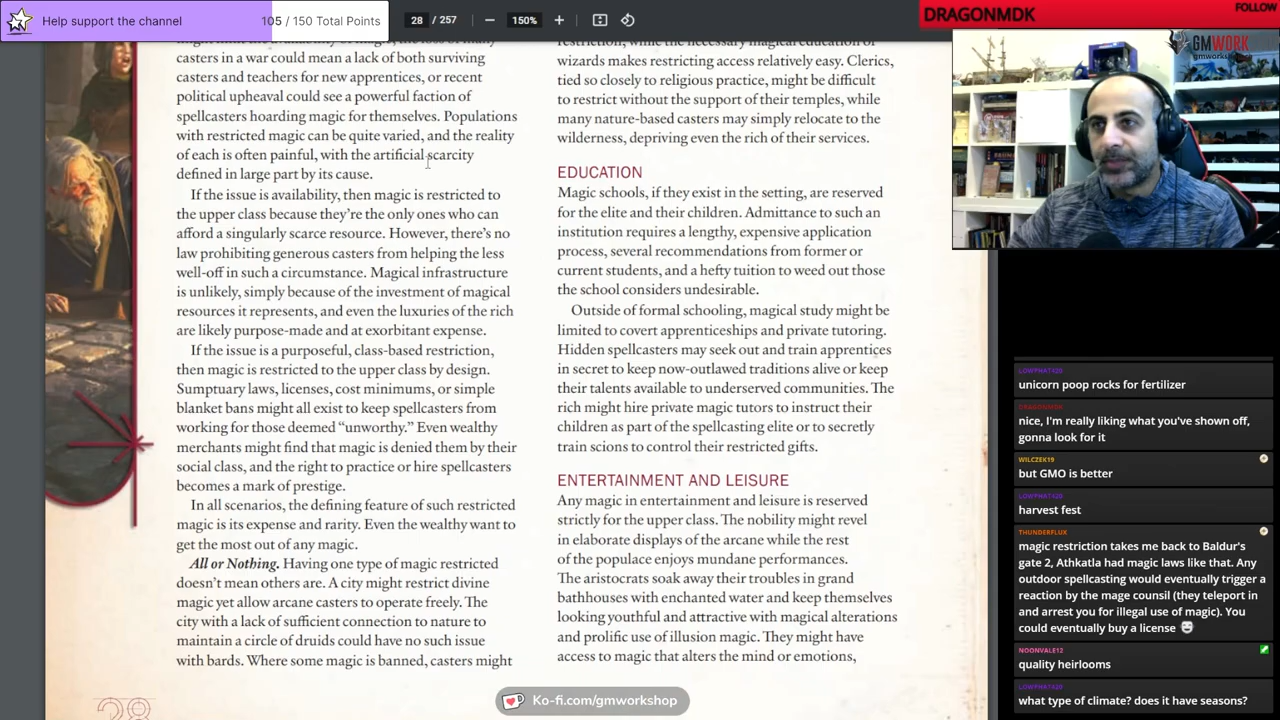 Help support the channel
105 / 150 Total Points
28 / 257
150%
DRAGONMDK
FOLLOW
GMWORK
casters in a war could mean a lack of both surviving
casters and teachers for new apprentices, or recent
political upheaval could see a powerful faction of
spellcasters hoarding magic for themselves. Populations
with restricted magic can be quite varied, and the reality
of each is often painful, with the artificial scarcity
defined in large part by its cause.
If the issue is availability, then magic is restricted to
the upper class because they're the only ones who can
afford a singularly scarce resource. However, there's no
law prohibiting generous casters from helping the less
well-off in such a circumstance. Magical infrastructure
is unlikely, simply because of the investment of magical
resources it represents, and even the luxuries of the rich
are likely purpose-made and at exorbitant expense.
If the issue is a purposeful, class-based restriction,
then magic is restricted to the upper class by design.
Sumptuary laws, licenses, cost minimums, or simple
blanket bans might all exist to keep spellcasters from
working for those deemed “unworthy.” Even wealthy
merchants might find that magic is denied them by their
social class, and the right to practice or hire spellcasters
becomes a mark of prestige.
In all scenarios, the defining feature of such restricted
magic is its expense and rarity. Even the wealthy want to
get the most out of any magic.
All or Nothing. Having one type of magic restricted
doesn't mean others are. A city might restrict divine
magic yet allow arcane casters to operate freely. The
city with a lack of sufficient connection to nature to
maintain a circle of druids could have no such issue
with bards. Where some magic is banned, casters might
28
restriction, while the necessary magical education of
wizards makes restricting access relatively easy. Clerics,
tied so closely to religious practice, might be difficult
to restrict without the support of their temples, while
many nature-based casters may simply relocate to the
wilderness, depriving even the rich of their services.
EDUCATION
Magic schools, if they exist in the setting, are reserved
for the elite and their children. Admittance to such an
institution requires a lengthy, expensive application
process, several recommendations from former or
current students, and a hefty tuition to weed out those
the school considers undesirable.
Outside of formal schooling, magical study might be
limited to covert apprenticeships and private tutoring.
Hidden spellcasters may seek out and train apprentices
in secret to keep now-outlawed traditions alive or keep
their talents available to underserved communities. The
rich might hire private magic tutors to instruct their
children as part of the spellcasting elite or to secretly
train scions to control their restricted gifts.
ENTERTAINMENT AND LEISURE
Any magic in entertainment and leisure is reserved
strictly for the upper class. The nobility might revel
in elaborate displays of the arcane while the rest
of the populace enjoys mundane performances.
The aristocrats soak away their troubles in grand
bathhouses with enchanted water and keep themselves
looking youthful and attractive with magical alterations
and prolific use of illusion magic. They might have
access to magic that alters the mind or emotions,
Ko-fi.com/gmworkshop
LOWPHAT420
unicorn poop rocks for fertilizer
DRAGONMDK
nice, I'm really liking what you've shown off,
gonna look for it
WILCZEK19
but GMO is better
LOWPHAT420
harvest fest
THUNDERFLUX
magic restriction takes me back to Baldur's
gate 2, Athkatla had magic laws like that. Any
outdoor spellcasting would eventually trigger a
reaction by the mage counsil (they teleport in
and arrest you for illegal use of magic). You
could eventually buy a license
NOONVALE12
quality heirlooms
LOWPHAT420
what type of climate? does it have seasons?